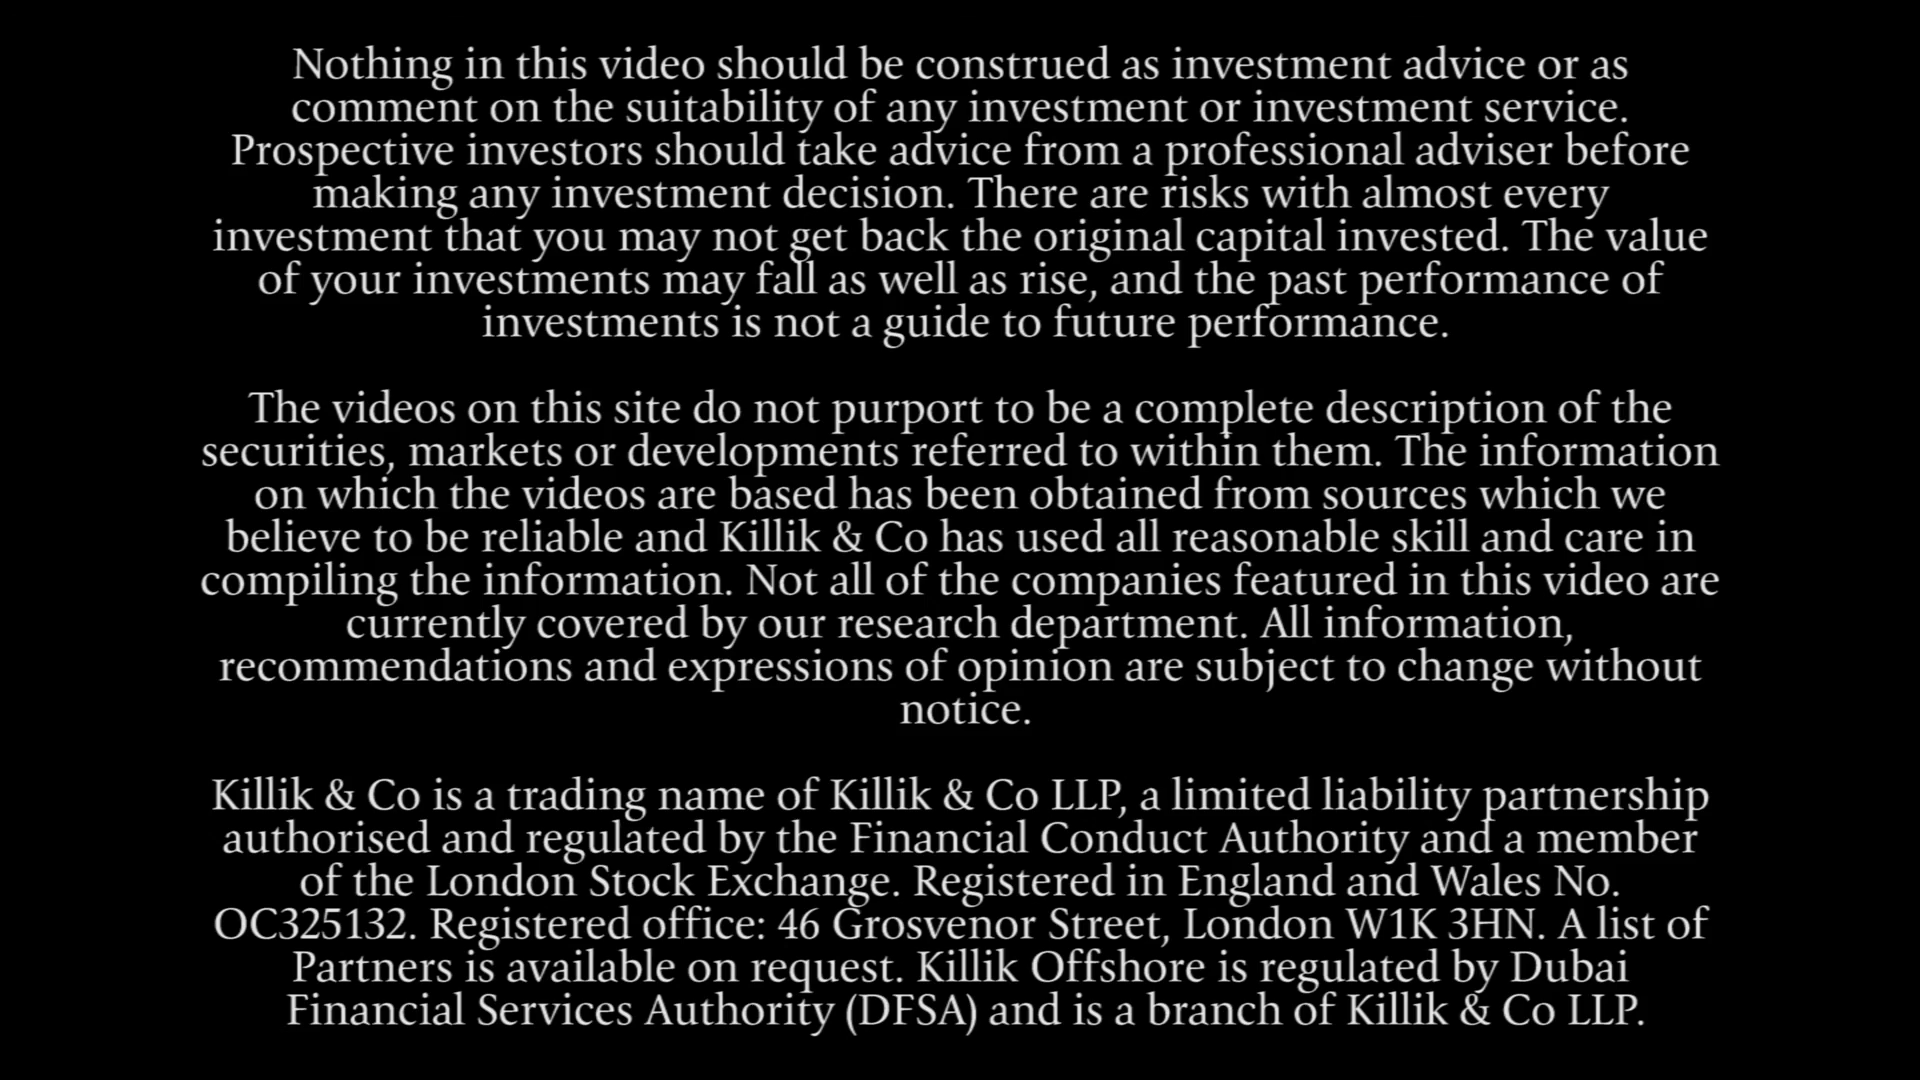 Nothing in this video should be construed as investment advice or as
comment on the suitability of any investment or investment service.
Prospective investors should take advice from a professional adviser before
making any investment decision. There are risks with almost every
investment that you may not get back the original capital invested. The value
of your investments may fall as well as rise, and the past performance of
investments is not a guide to future performance.
The videos on this site do not purport to be a complete description of the
securities, markets or developments referred to within them. The information
on which the videos are based has been obtained from sources which we
believe to be reliable and Killik & Co has used all reasonable skill and care in
compiling the information. Not all of the companies featured in this video are
currently covered by our research department. All information,
recommendations and expressions of opinion are subject to change without
notice.
Killik & Co is a trading name of Killik & Co LLP, a limited liability partnership
authorised and regulated by the Financial Conduct Authority and a member
of the London Stock Exchange. Registered in England and Wales No.
OC325132. Registered office: 46 Grosvenor Street, London W1K 3HN. A list of
Partners is available on request. Killik Offshore is regulated by Dubai
Financial Services Authority (DFSA) and is a branch of Killik & Co LLP.